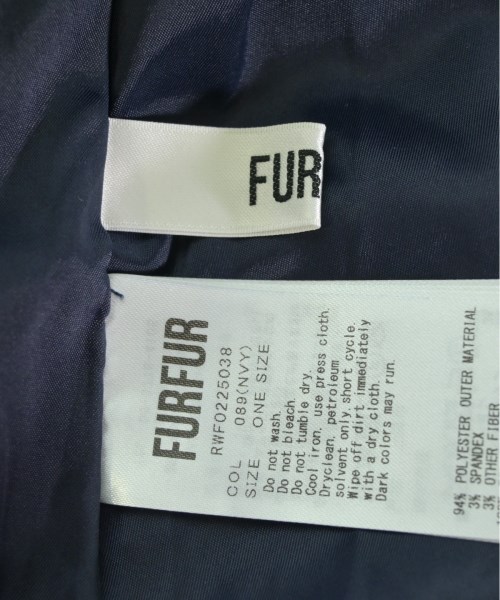 FUR
FURFUR
RWF0225038
COL 089(NVY)
SIZE ONE SIZE
Do not wash.
Do not bleach.
Do not tumble dry.
Cool iron. use press cloth.
Dryclean. petroleum
solvent only.short cycle.
Wipe off dirt immediately
with a dry cloth.
Dark colors may run.
94% POLYESTER OUTER MATERIAL
3% SPANDEX
3% OTHER FIBER